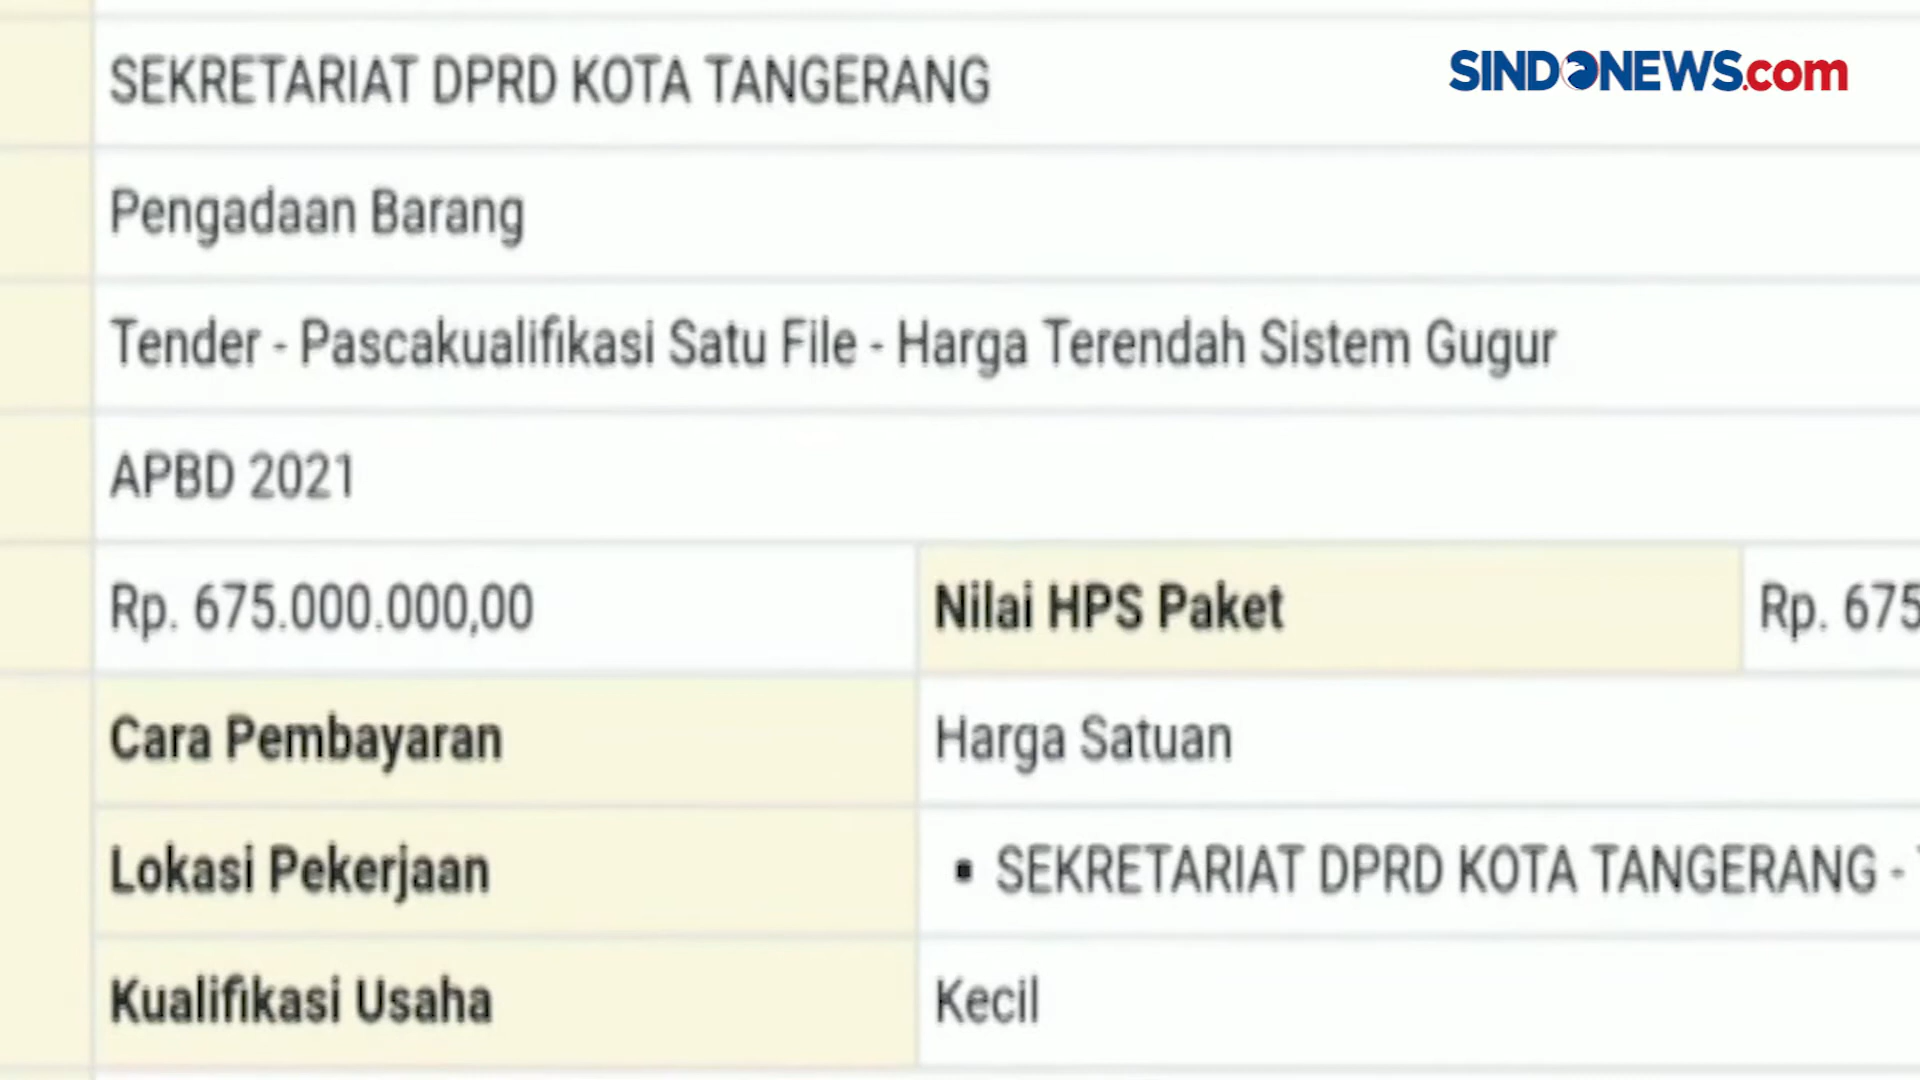 SINDONEWS.com
SEKRETARIAT DPRD KOTA TANGERANG
Pengadaan Barang
Tender - Pascakualifikasi Satu File - Harga Terendah Sistem Gugur
APBD 2021
Rp. 675.000.000,00 Nilai HPS Paket Rp. 675
Cara Pembayaran Harga Satuan
Lokasi Pekerjaan ▪ SEKRETARIAT DPRD KOTA TANGERANG -
Kualifikasi Usaha Kecil